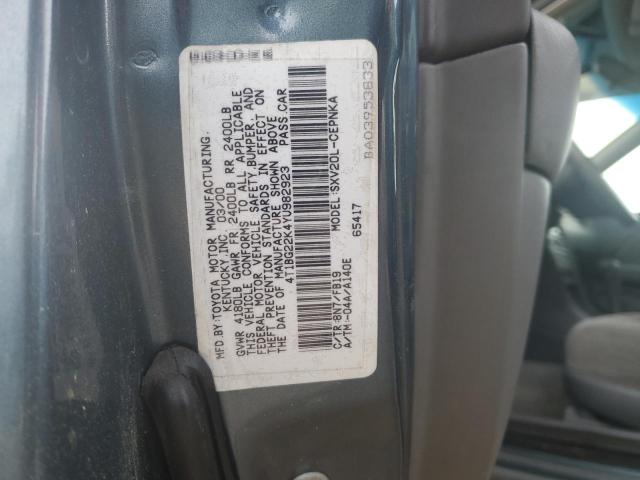 MFD.BY:TOYOTA MOTOR MANUFACTURING,
KENTUCKY,INC. 03/00
GVWR 4180LB GAWR FR 2400LB RR 2400LB
THIS VEHICLE CONFORMS TO ALL APPLICABLE
FEDERAL MOTOR VEHICLE SAFETY,BUMPER, AND
THEFT PREVENTION STANDARDS IN EFFECT ON
THE DATE OF MANUFACTURE SHOWN ABOVE
4T1BG22K4YU982923 PASS.CAR
MODEL:SXV20L-CEPNKA
65417
C/TR:6N7/FB19
A/TM:-04A/A140E
BA03953833